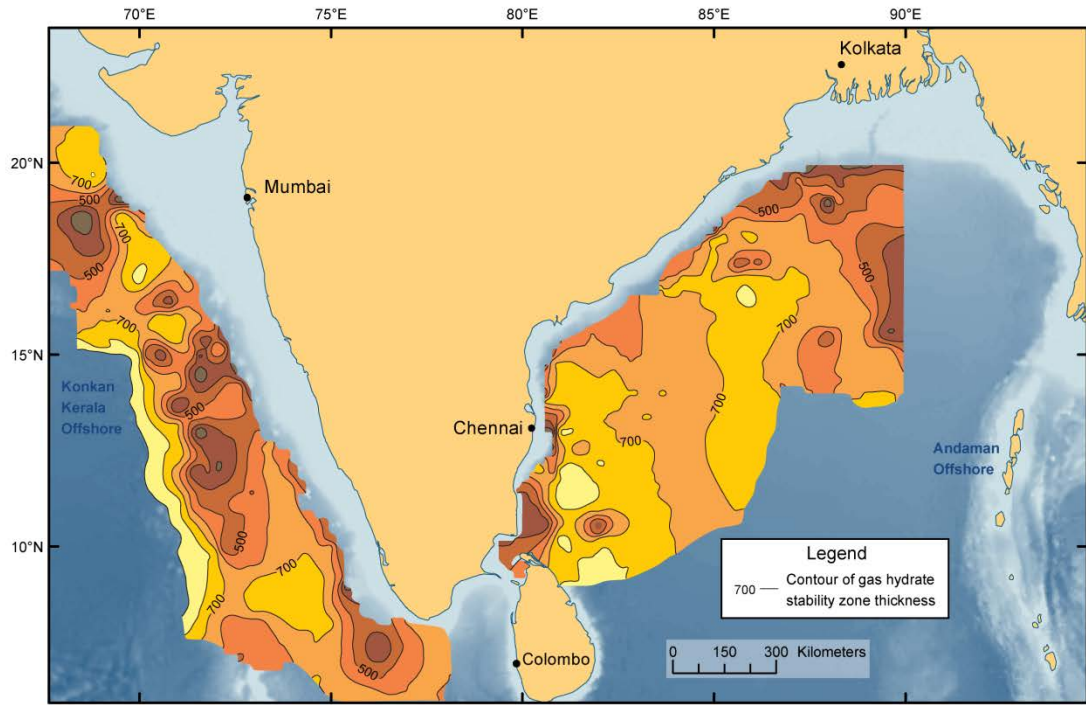 70°E 75°E 80°E 85°E 90°E
Kolkata
20°N
700
500
Mumbai
700
500
500
700
700
15°N
Konkan
Kerala
Offshore
500
Chennai
700
700
500
Andaman
Offshore
10°N
500
700
700
700
500
Legend
700 Contour of gas hydrate
stability zone thickness
Colombo
0 150 300 Kilometers